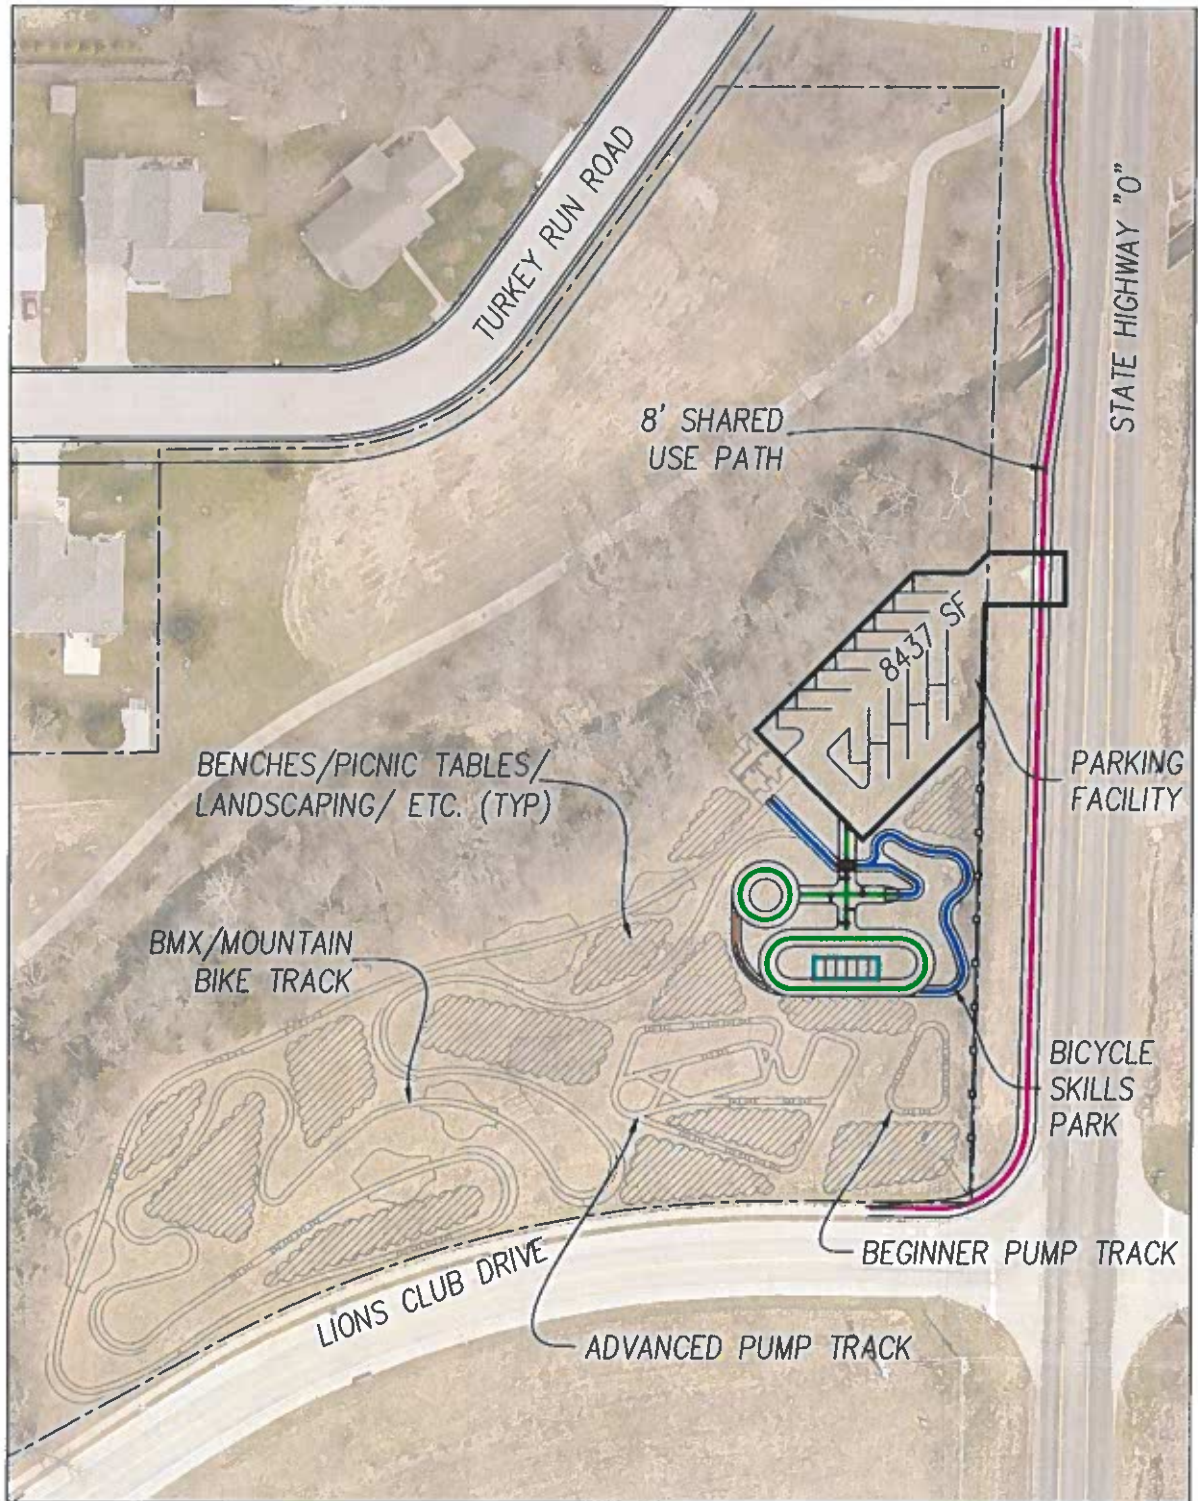 TURKEY RUN ROAD
STATE HIGHWAY "O"
8' SHARED
USE PATH
8437 SF
BENCHES/PICNIC TABLES/
LANDSCAPING/ ETC. (TYP)
PARKING
FACILITY
BMX/MOUNTAIN
BIKE TRACK
BICYCLE
SKILLS
PARK
LIONS CLUB DRIVE
BEGINNER PUMP TRACK
ADVANCED PUMP TRACK